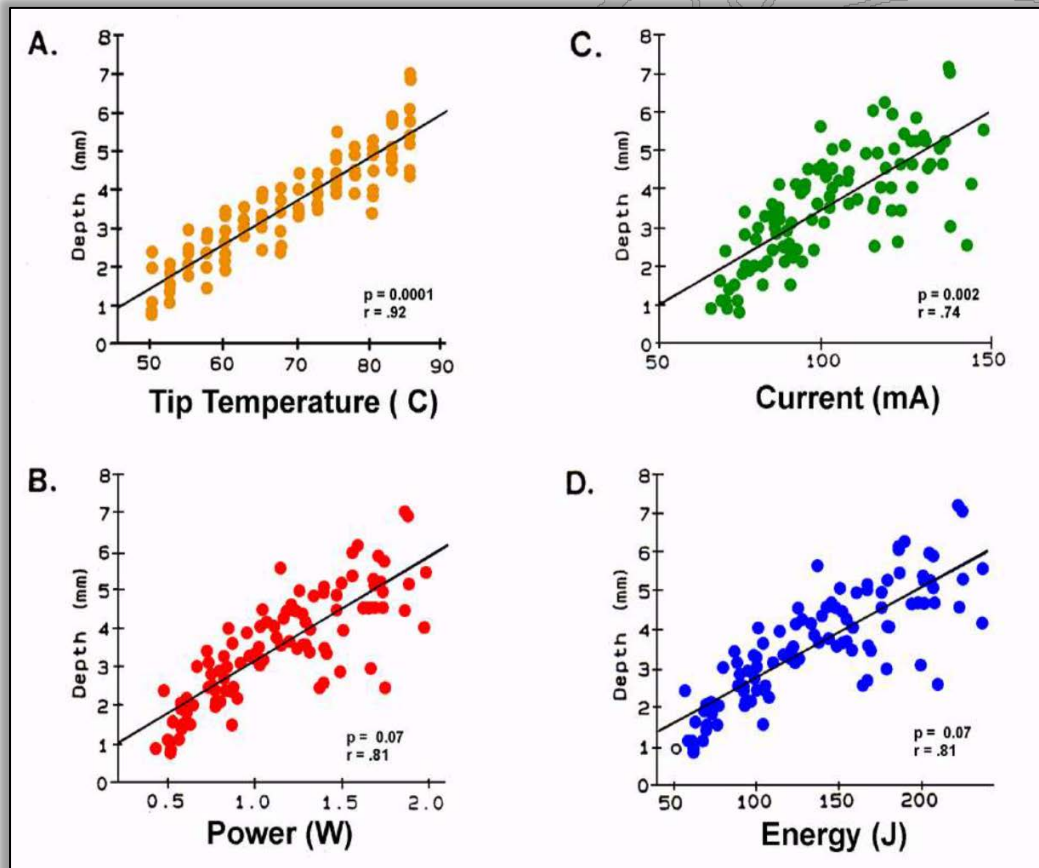 A.
8
7
6
5
4
3
2
1
0
Depth (mm)
p = 0.0001
r = .92
50 60 70 80 90
Tip Temperature ( C)
C.
8
7
6
5
4
3
2
1
0
Depth (mm)
p = 0.002
r = .74
50 100 150
Current (mA)
B.
8
7
6
5
4
3
2
1
0
Depth (mm)
p = 0.07
r = .81
0.5 1.0 1.5 2.0
Power (W)
D.
8
7
6
5
4
3
2
1
0
Depth (mm)
p = 0.07
r = .81
50 100 150 200
Energy (J)